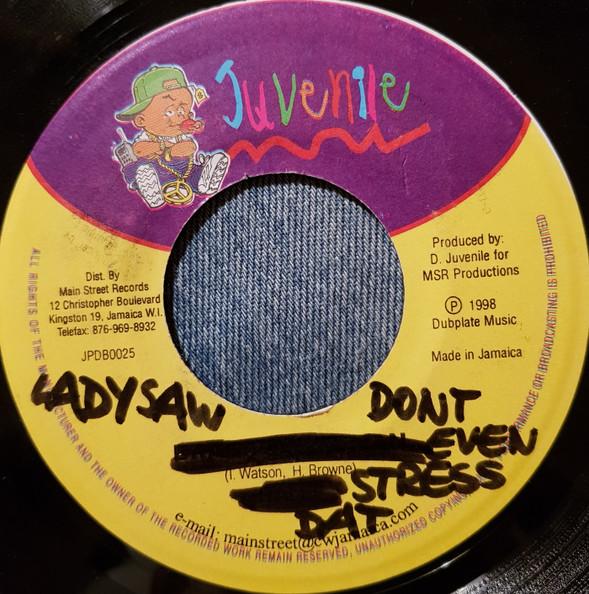 Juvenile
Produced by:
D. Juvenile for
MSR Productions
Dist. By
Main Street Records
12 Christopher Boulevard
Kingston 19, Jamaica W.I.
Telefax: 876-969-8932
JPDB0025
℗ 1998
Dubplate Music
Made in Jamaica
LADY SAW
DONT
EVEN
STRESS
DAT
(I. Watson, H. Browne)
e-mail: mainstreet@cwjamaica.com
ALL RIGHTS OF THE MANUFACTURER AND THE OWNER OF THE RECORDED WORK REMAIN RESERVED, UNAUTHORIZED COPYING, PERFORMANCE OR BROADCASTING IS PROHIBITED